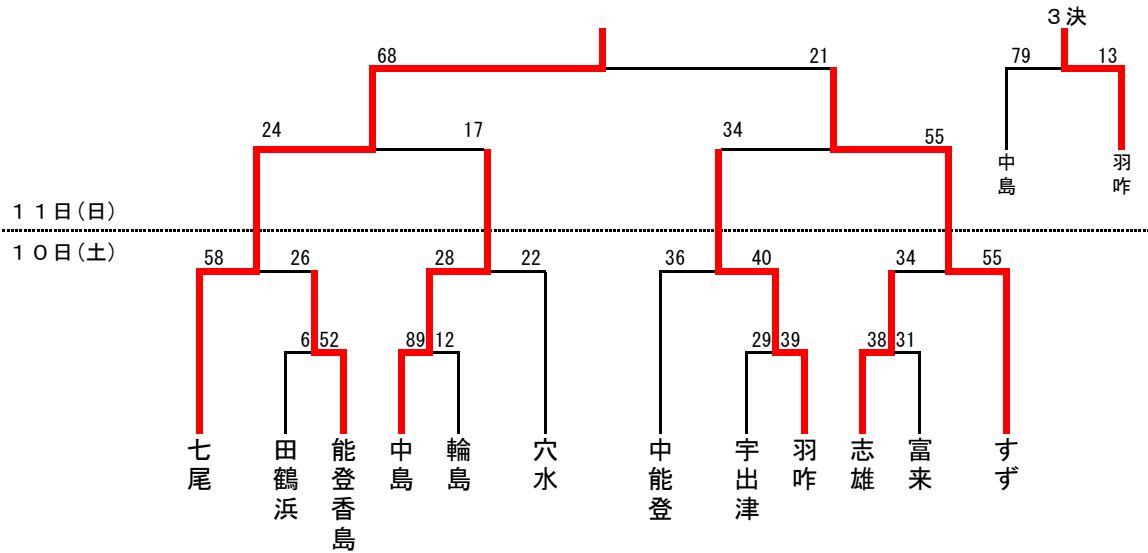 3決
68
21
79
13
24
17
34
55
中島
羽咋
11日(日)
10日(土)
58
26
28
22
36
40
34
55
6
52
89
12
29
39
38
31
七尾
田鶴浜
能登香島
中島
輪島
穴水
中能登
宇出津
羽咋
志雄
富来
すず